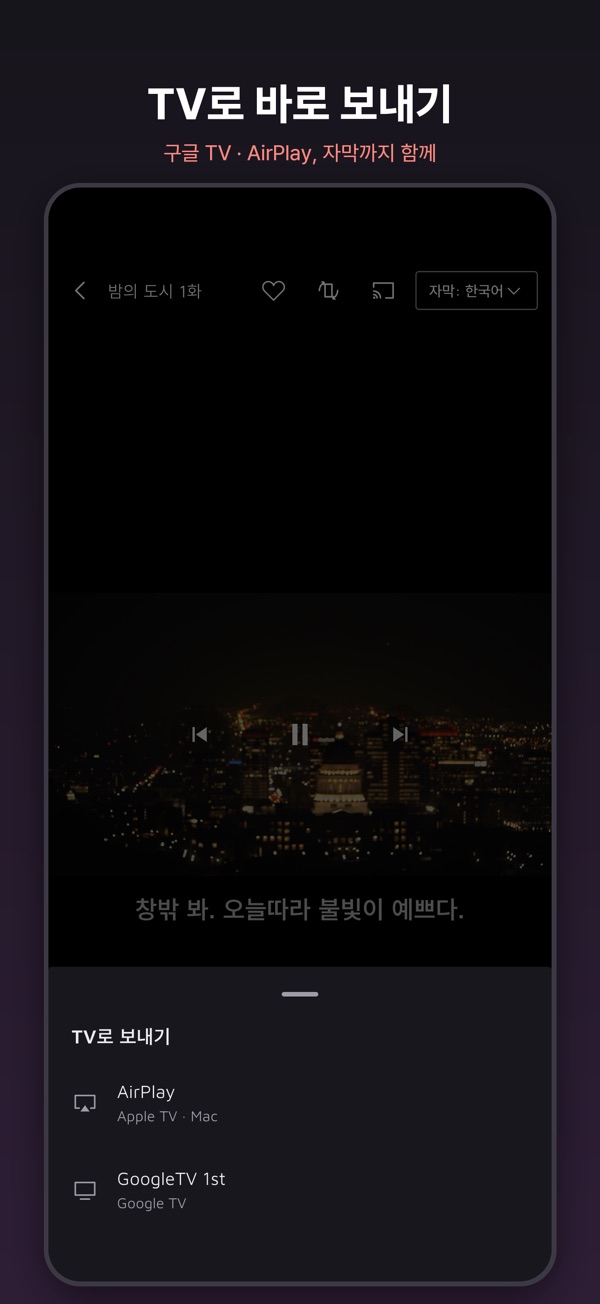 TV로 바로 보내기
구글 TV · AirPlay, 자막까지 함께
밤의 도시 1화
자막: 한국어
창밖 봐. 오늘따라 불빛이 예쁘다.
TV로 보내기
AirPlay
Apple TV · Mac
GoogleTV 1st
Google TV